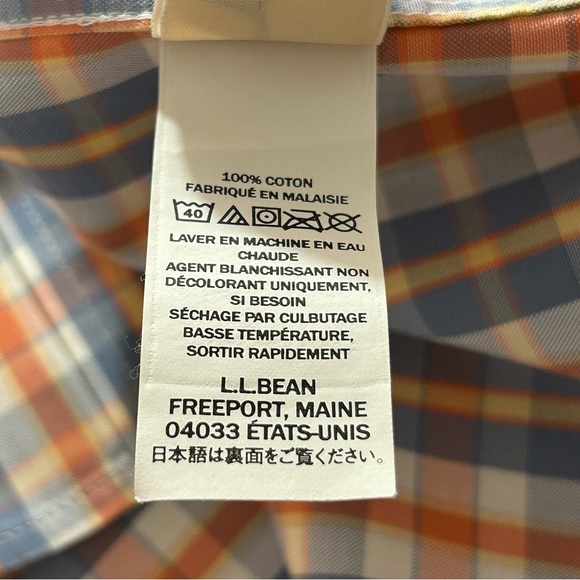 100% COTON
FABRIQUÉ EN MALAISIE
40
LAVER EN MACHINE EN EAU
CHAUDE
AGENT BLANCHISSANT NON
DÉCOLORANT UNIQUEMENT,
SI BESOIN
SÉCHAGE PAR CULBUTAGE
BASSE TEMPÉRATURE,
SORTIR RAPIDEMENT
L.L.BEAN
FREEPORT, MAINE
04033 ÉTATS-UNIS
日本語は裏面をご覧ください。